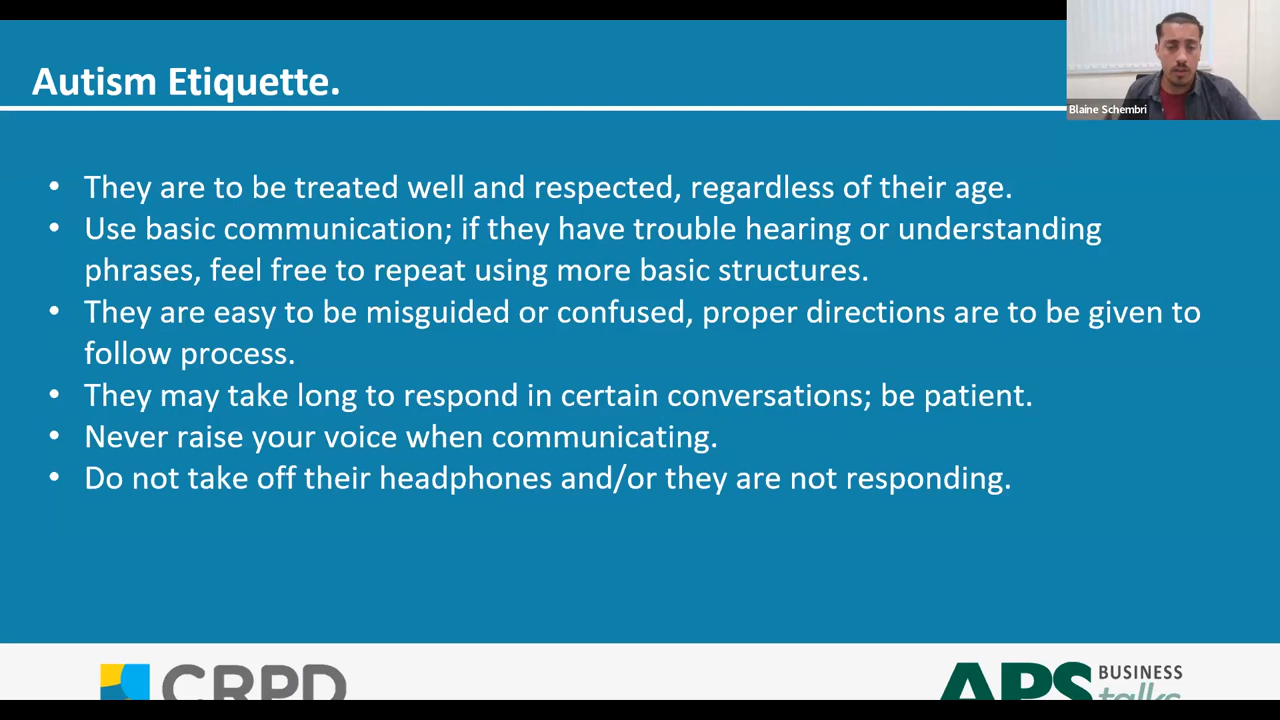 Autism Etiquette.
Blaine Schembri
• They are to be treated well and respected, regardless of their age.
• Use basic communication; if they have trouble hearing or understanding
phrases, feel free to repeat using more basic structures.
• They are easy to be misguided or confused, proper directions are to be given to
follow process.
• They may take long to respond in certain conversations; be patient.
• Never raise your voice when communicating.
• Do not take off their headphones and/or they are not responding.
CRPD
APS BUSINESS
talks